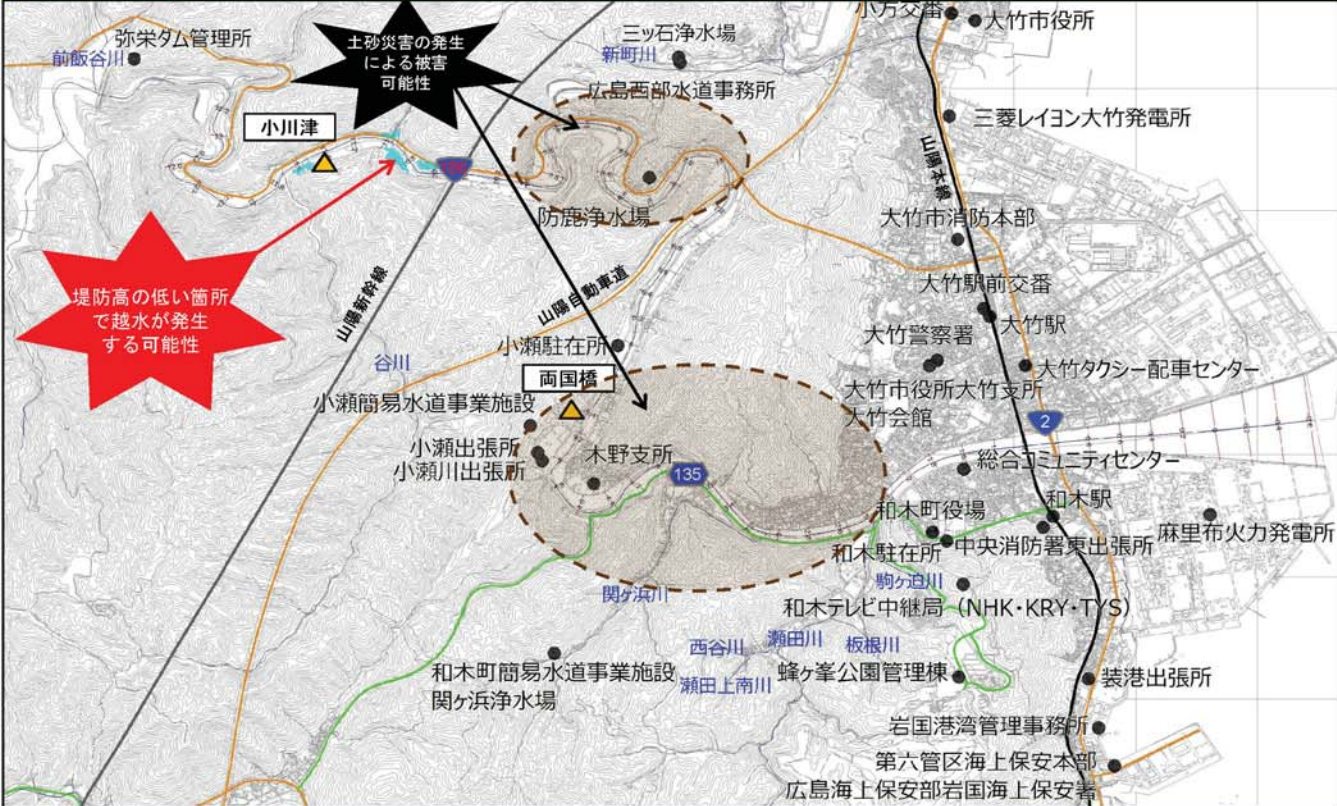 小方交番
大竹市役所
弥栄ダム管理所
前飯谷川
土砂災害の発生
による被害
可能性
三ッ石浄水場
新町川
広島西部水道事務所
三菱レイヨン大竹発電所
小川津
山陽本線
防鹿浄水場
大竹市消防本部
堤防高の低い箇所
で越水が発生
する可能性
山陽新幹線
山陽自動車道
大竹駅前交番
大竹駅
小瀬駐在所
大竹警察署
谷川
両国橋
大竹市役所大竹支所
大竹タクシー配車センター
小瀬簡易水道事業施設
大竹会館
2
小瀬出張所
木野支所
小瀬川出張所
135
総合コミュニティセンター
和木駅
和木町役場
麻里布火力発電所
和木駐在所
中央消防署東出張所
駒ヶ迫川
関ヶ浜川
和木テレビ中継局（NHK・KRY・TYS）
西谷川
瀬田川
板根川
和木町簡易水道事業施設
関ヶ浜浄水場
瀬田上南川
蜂ヶ峯公園管理棟
装港出張所
岩国港湾管理事務所
第六管区海上保安本部
広島海上保安部岩国海上保安署